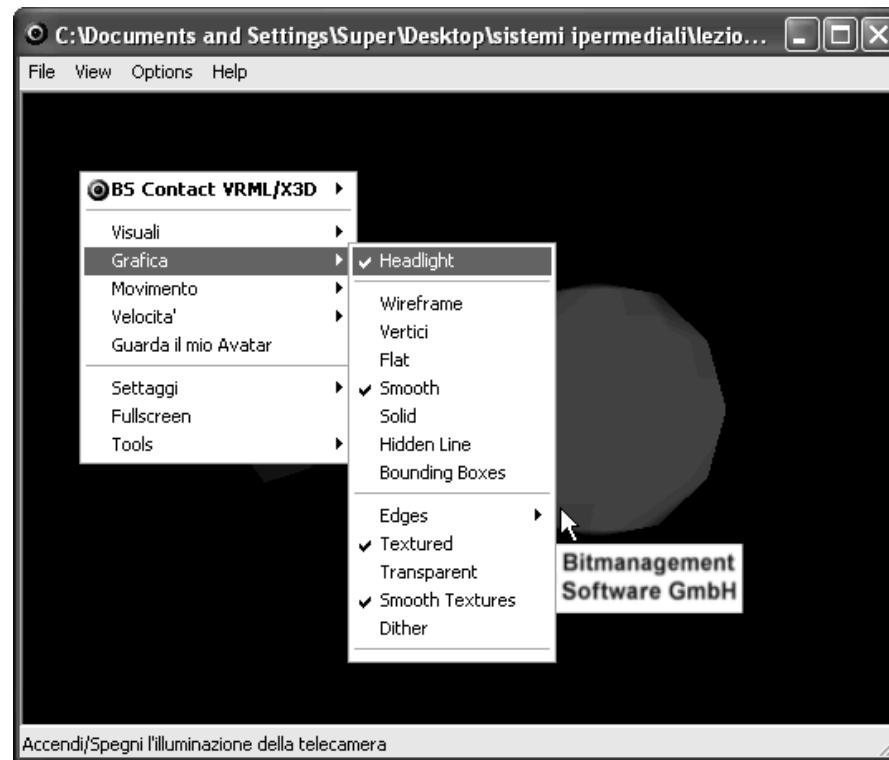 C:\Documents and Settings\Super\Desktop\sistemi ipermediali\lezio...
File View Options Help
BS Contact VRML/X3D
Visuali
Grafica
Movimento
Velocita'
Guarda il mio Avatar
Settaggi
Fullscreen
Tools
Headlight
Wireframe
Vertici
Flat
Smooth
Solid
Hidden Line
Bounding Boxes
Edges
Textured
Transparent
Smooth Textures
Dither
Bitmanagement
Software GmbH
Accendi/Spegni l'illuminazione della telecamera